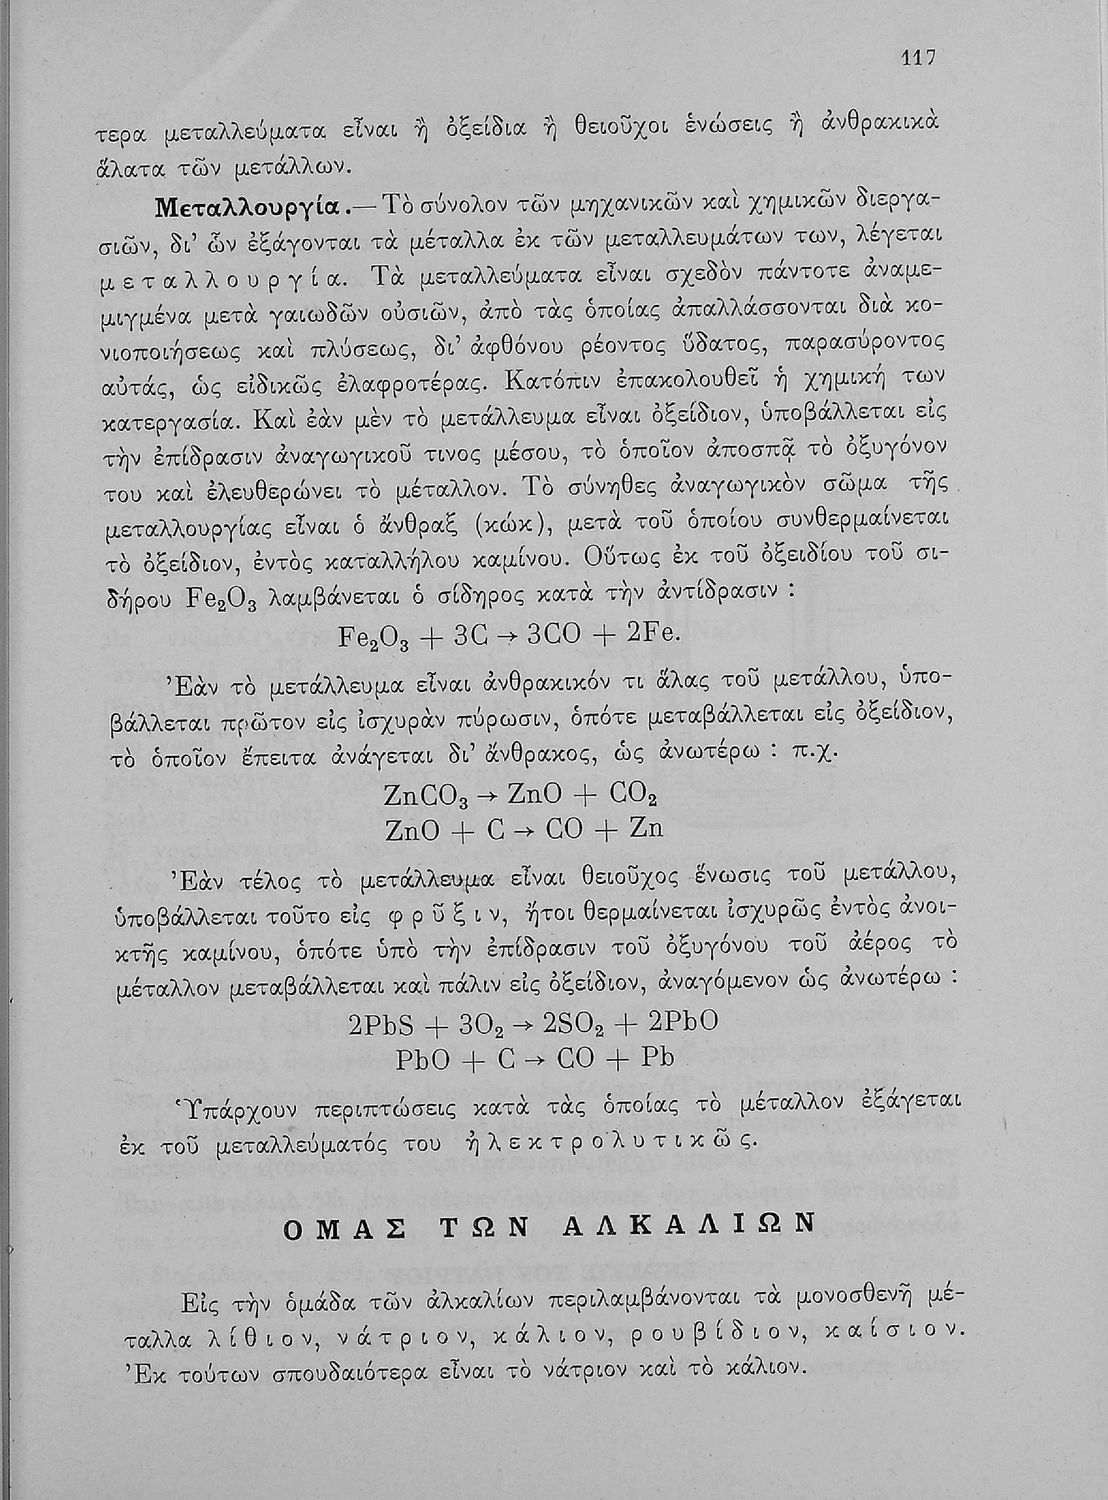 117
τερα μεταλλεύματα εἶναι ἢ ὀξείδια ἢ θειοῦχοι ἑνώσεις ἢ ἀνθρακικὰ
ἅλατα τῶν μετάλλων.
Μεταλλουργία.— Τὸ σύνολον τῶν μηχανικῶν καὶ χημικῶν διεργα-
σιῶν, δι’ ὧν ἐξάγονται τὰ μέταλλα ἐκ τῶν μεταλλευμάτων των, λέγεται
μ ε τ α λ λ ο υ ρ γ ί α. Τὰ μεταλλεύματα εἶναι σχεδὸν πάντοτε ἀναμε-
μιγμένα μετὰ γαιωδῶν οὐσιῶν, ἀπὸ τὰς ὁποίας ἀπαλλάσσονται διὰ κο-
νιοποιήσεως καὶ πλύσεως, δι’ ἀφθόνου ρέοντος ὕδατος, παρασύροντος
αὐτάς, ὡς εἰδικῶς ἐλαφροτέρας. Κατόπιν ἐπακολουθεῖ ἡ χημική των
κατεργασία. Καὶ ἐὰν μὲν τὸ μετάλλευμα εἶναι ὀξείδιον, ὑποβάλλεται εἰς
τὴν ἐπίδρασιν ἀναγωγικοῦ τινος μέσου, τὸ ὁποῖον ἀποσπᾷ τὸ ὀξυγόνον
του καὶ ἐλευθερώνει τὸ μέταλλον. Τὸ σύνηθες ἀναγωγικὸν σῶμα τῆς
μεταλλουργίας εἶναι ὁ ἄνθραξ (κώκ), μετὰ τοῦ ὁποίου συνθερμαίνεται
τὸ ὀξείδιον, ἐντὸς καταλλήλου καμίνου. Οὕτως ἐκ τοῦ ὀξειδίου τοῦ σι-
δήρου Fe₂O₃ λαμβάνεται ὁ σίδηρος κατὰ τὴν ἀντίδρασιν :
Fe₂O₃ + 3C → 3CO + 2Fe.
Ἐὰν τὸ μετάλλευμα εἶναι ἀνθρακικόν τι ἅλας τοῦ μετάλλου, ὑπο-
βάλλεται πρῶτον εἰς ἰσχυρὰν πύρωσιν, ὁπότε μεταβάλλεται εἰς ὀξείδιον,
τὸ ὁποῖον ἔπειτα ἀνάγεται δι’ ἄνθρακος, ὡς ἀνωτέρω : π.χ.
ZnCO₃ → ZnO + CO₂
ZnO + C → CO + Zn
Ἐὰν τέλος τὸ μετάλλευμα εἶναι θειοῦχος ἕνωσις τοῦ μετάλλου,
ὑποβάλλεται τοῦτο εἰς φ ρ ῦ ξ ι ν, ἤτοι θερμαίνεται ἰσχυρῶς ἐντὸς ἀνοι-
κτῆς καμίνου, ὁπότε ὑπὸ τὴν ἐπίδρασιν τοῦ ὀξυγόνου τοῦ ἀέρος τὸ
μέταλλον μεταβάλλεται καὶ πάλιν εἰς ὀξείδιον, ἀναγόμενον ὡς ἀνωτέρω :
2PbS + 3O₂ → 2SO₂ + 2PbO
PbO + C → CO + Pb
Ὑπάρχουν περιπτώσεις κατὰ τὰς ὁποίας τὸ μέταλλον ἐξάγεται
ἐκ τοῦ μεταλλεύματός του ἠ λ ε κ τ ρ ο λ υ τ ι κ ῶ ς.
ΟΜΑΣ ΤΩΝ ΑΛΚΑΛΙΩΝ
Εἰς τὴν ὁμάδα τῶν ἀλκαλίων περιλαμβάνονται τὰ μονοσθενῆ μέ-
ταλλα λ ί θ ι ο ν, ν ά τ ρ ι ο ν, κ ά λ ι ο ν, ρ ο υ β ί δ ι ο ν, κ α ί σ ι ο ν.
Ἐκ τούτων σπουδαιότερα εἶναι τὸ νάτριον καὶ τὸ κάλιον.